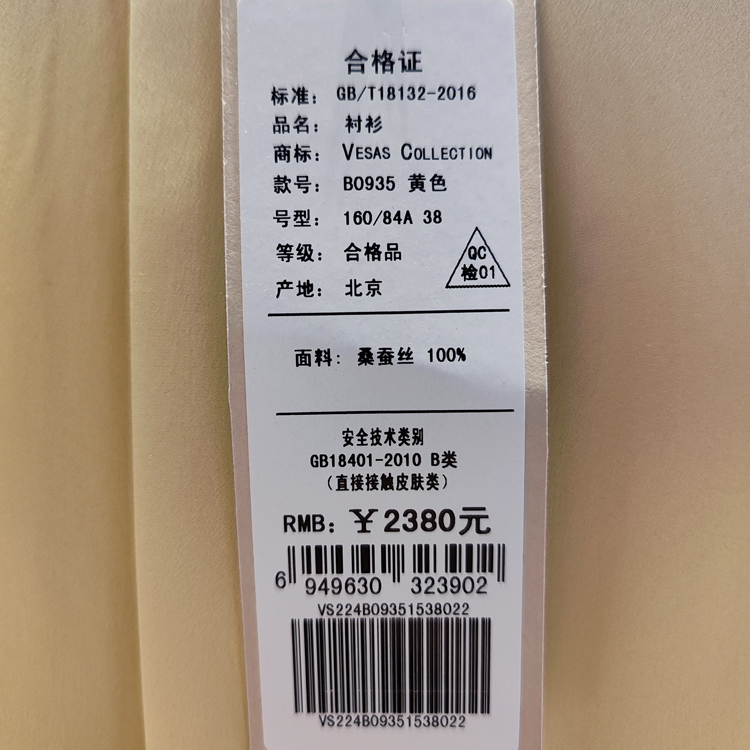 合格证
标准: GB/T18132-2016
品名: 衬衫
商标: VESAS COLLECTION
款号: B0935 黄色
号型: 160/84A 38
等级: 合格品
QC
检01
产地: 北京
面料: 桑蚕丝 100%
安全技术类别
GB18401-2010 B类
(直接接触皮肤类)
RMB: ¥2380元
6 949630 323902
VS224B09351538022
VS224B09351538022